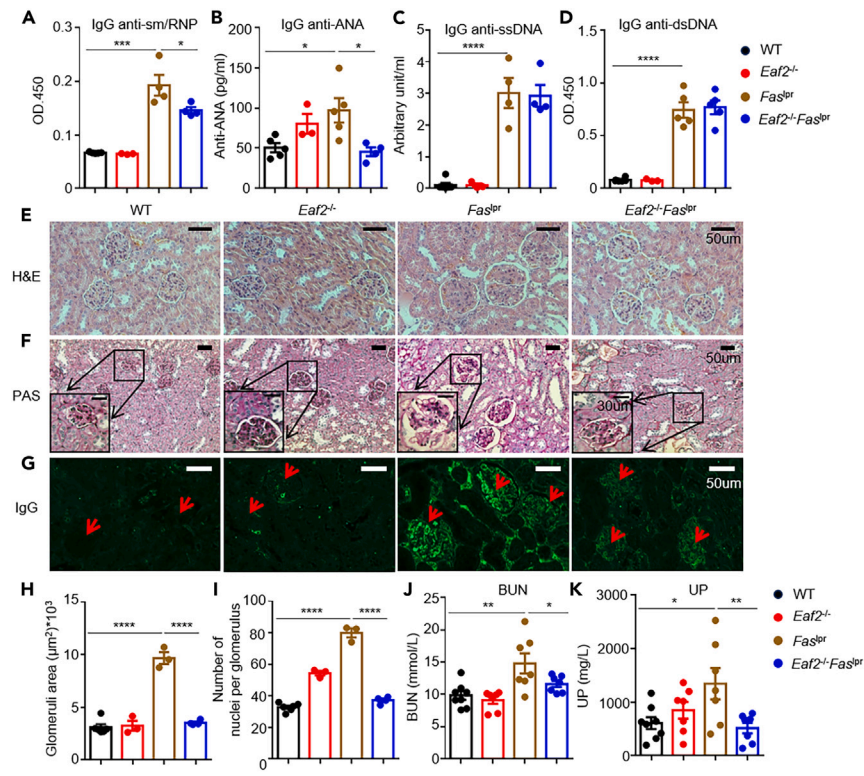 A IgG anti-sm/RNP
B IgG anti-ANA
C IgG anti-ssDNA
D IgG anti-dsDNA
OD.450
0.3
0.2
0.1
0
***
*
Anti-ANA (pg/ml)
200
150
100
50
0
*
*
Arbitrary unit/ml
5
4
3
2
1
0
****
OD.450
1.5
1.0
0.5
0
****
WT
Eaf2-/-
Faslpr
Eaf2-/-Faslpr
E WT Eaf2-/- Faslpr Eaf2-/-Faslpr
H&E
50um
F
PAS
50um
30um
G
IgG
50um
H
Glomeruli area (µm²)*10³
15
10
5
0
****
****
I
Number of
nuclei per glomerulus
100
80
60
40
20
0
****
****
J BUN
BUN (mmol/L)
25
20
15
10
5
0
**
*
K UP
UP (mg/L)
3000
2000
1000
0
*
**
WT
Eaf2-/-
Faslpr
Eaf2-/-Faslpr